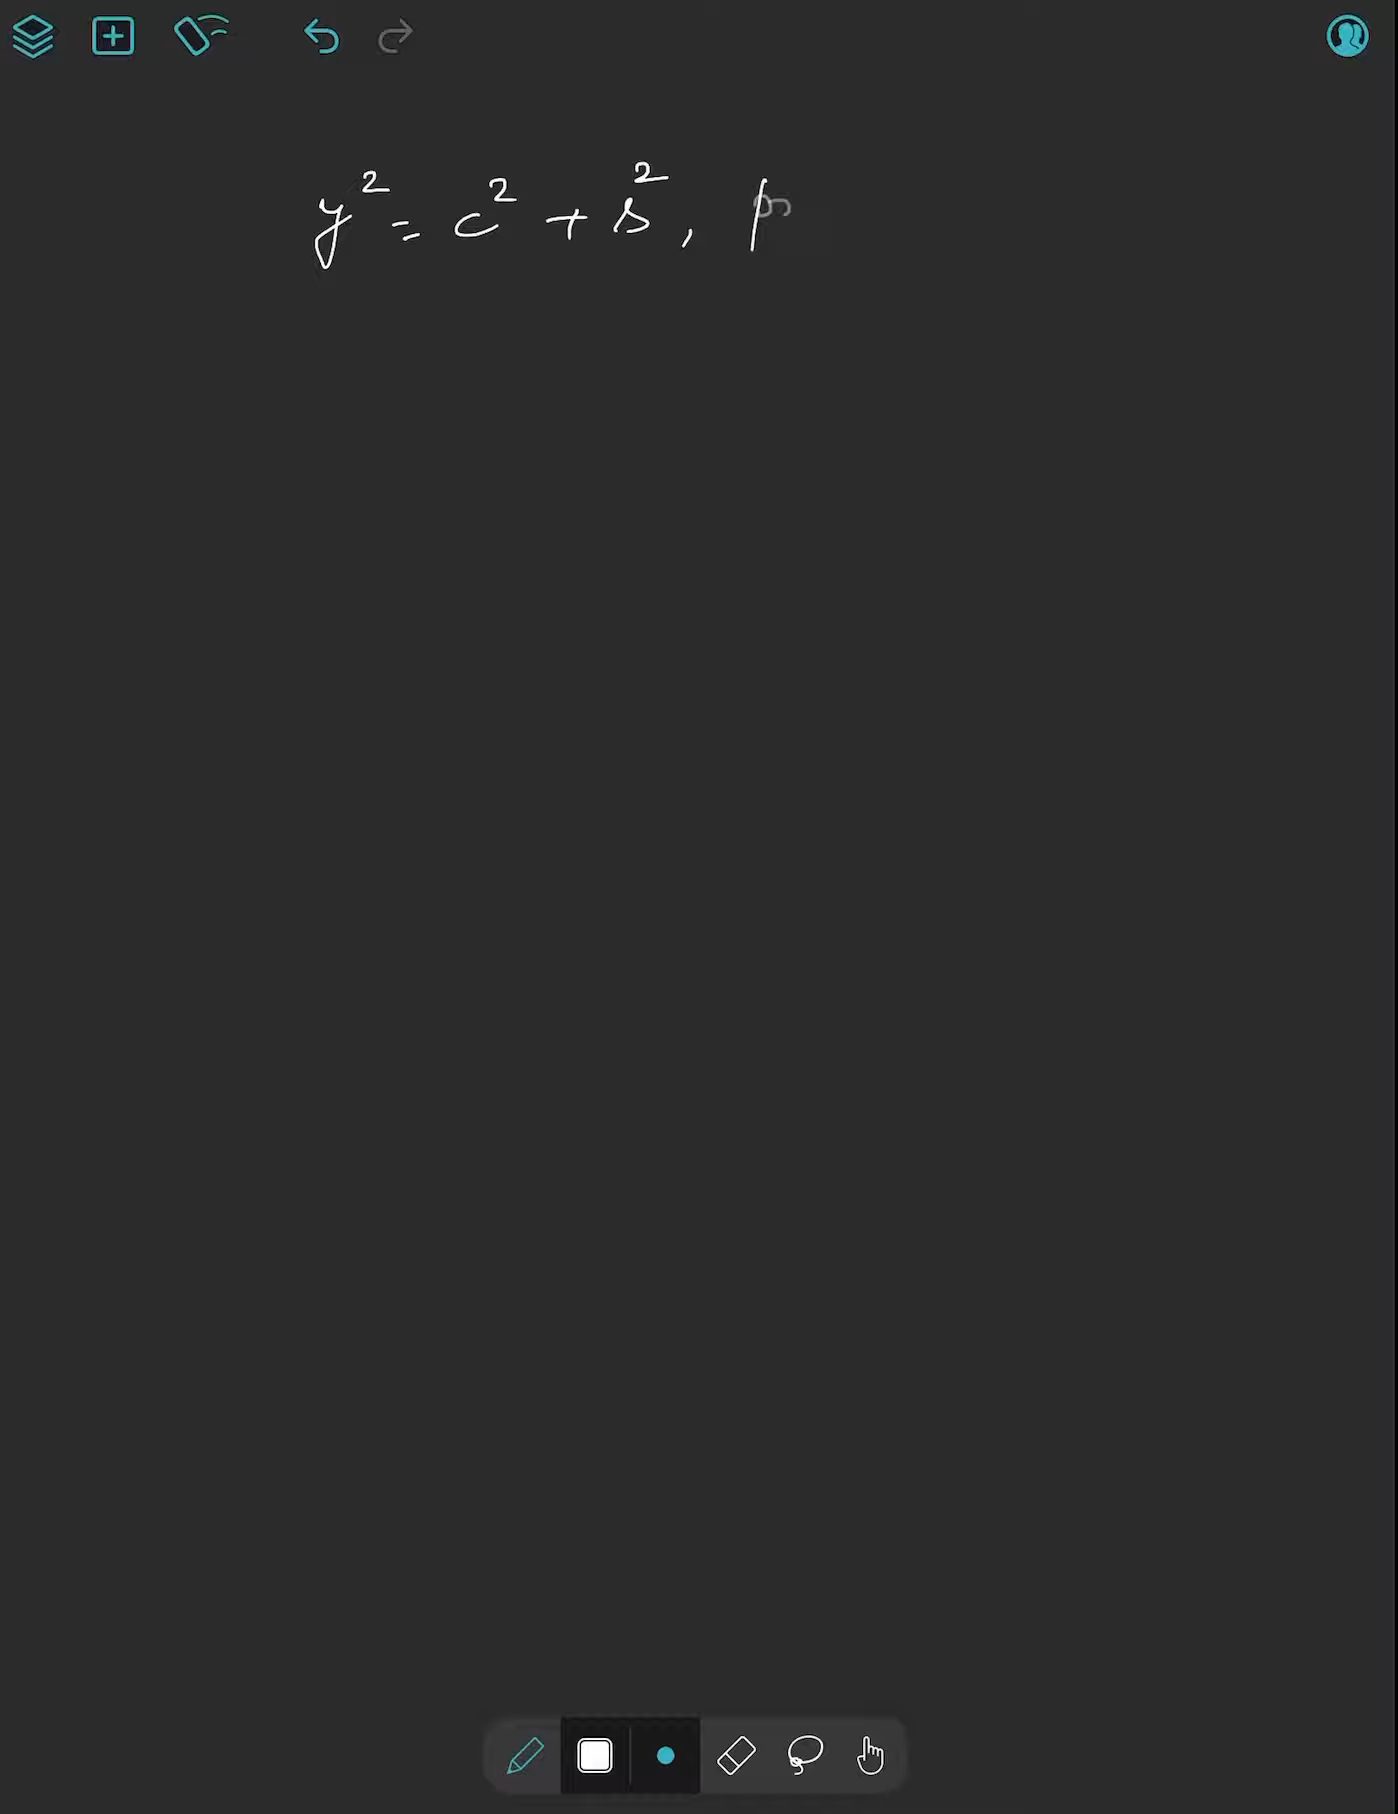 y² = c² + s², p